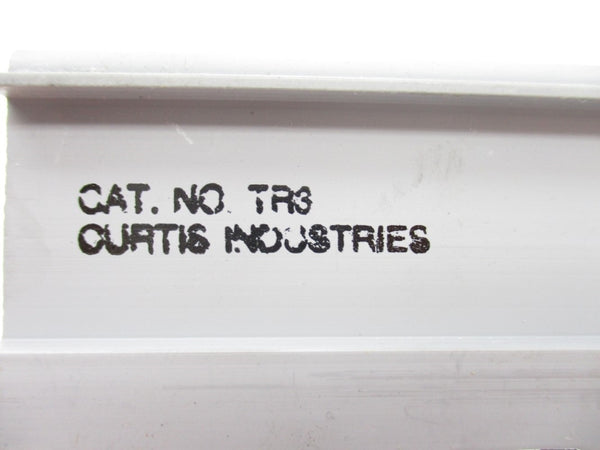 CAT. NO. TR3
CURTIS INDUSTRIES